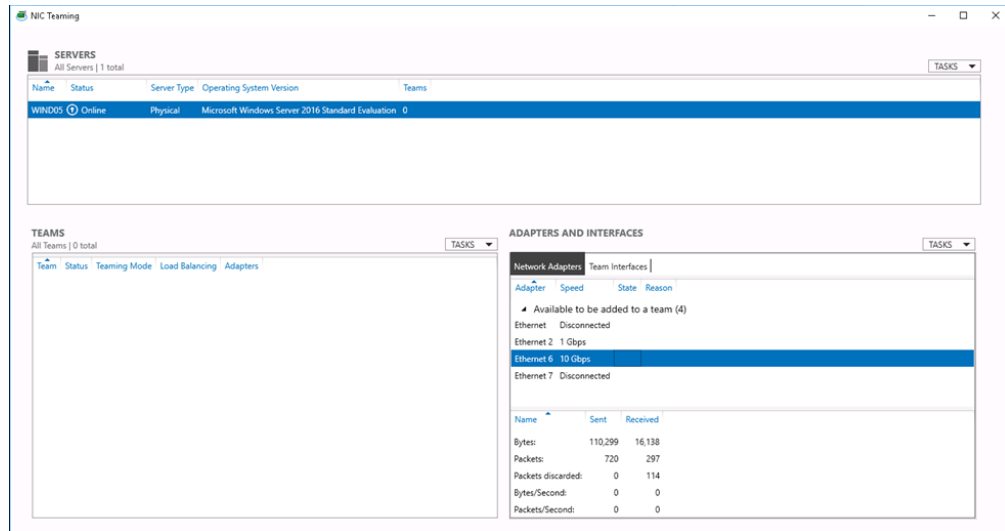 NIC Teaming
SERVERS
All Servers | 1 total
TASKS
Name Status Server Type Operating System Version Teams
WIND05 Online Physical Microsoft Windows Server 2016 Standard Evaluation 0
TEAMS
All Teams | 0 total
TASKS
Team Status Teaming Mode Load Balancing Adapters
ADAPTERS AND INTERFACES
TASKS
Network Adapters Team Interfaces
Adapter Speed State Reason
Available to be added to a team (4)
Ethernet Disconnected
Ethernet 2 1 Gbps
Ethernet 6 10 Gbps
Ethernet 7 Disconnected
Name Sent Received
Bytes: 110,299 16,138
Packets: 720 297
Packets discarded: 0 114
Bytes/Second: 0 0
Packets/Second: 0 0